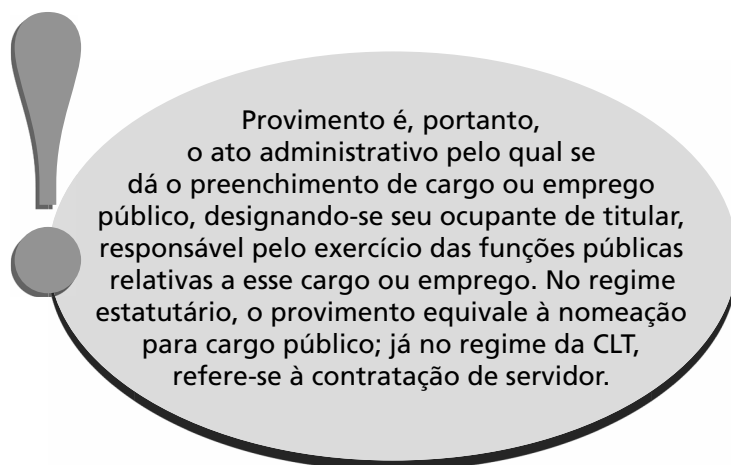 Provimento é, portanto,
o ato administrativo pelo qual se
dá o preenchimento de cargo ou emprego
público, designando-se seu ocupante de titular,
responsável pelo exercício das funções públicas
relativas a esse cargo ou emprego. No regime
estatutário, o provimento equivale à nomeação
para cargo público; já no regime da CLT,
refere-se à contratação de servidor.